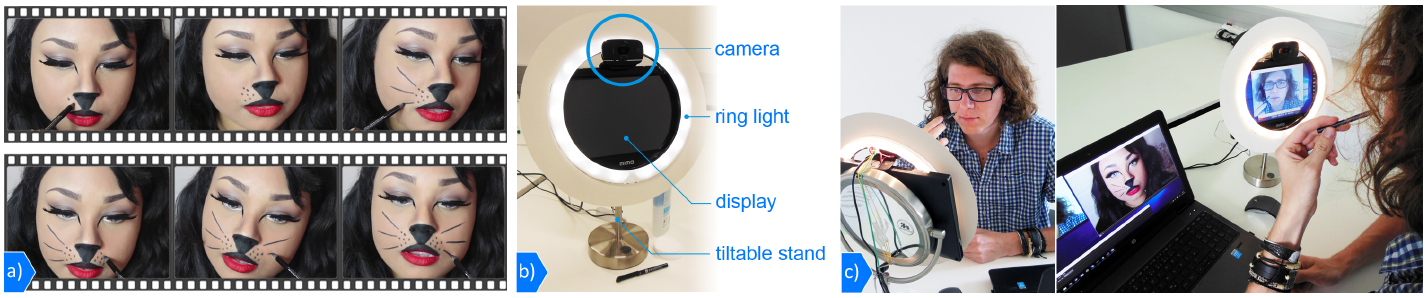 a)
b)
camera
ring light
display
tiltable stand
c)